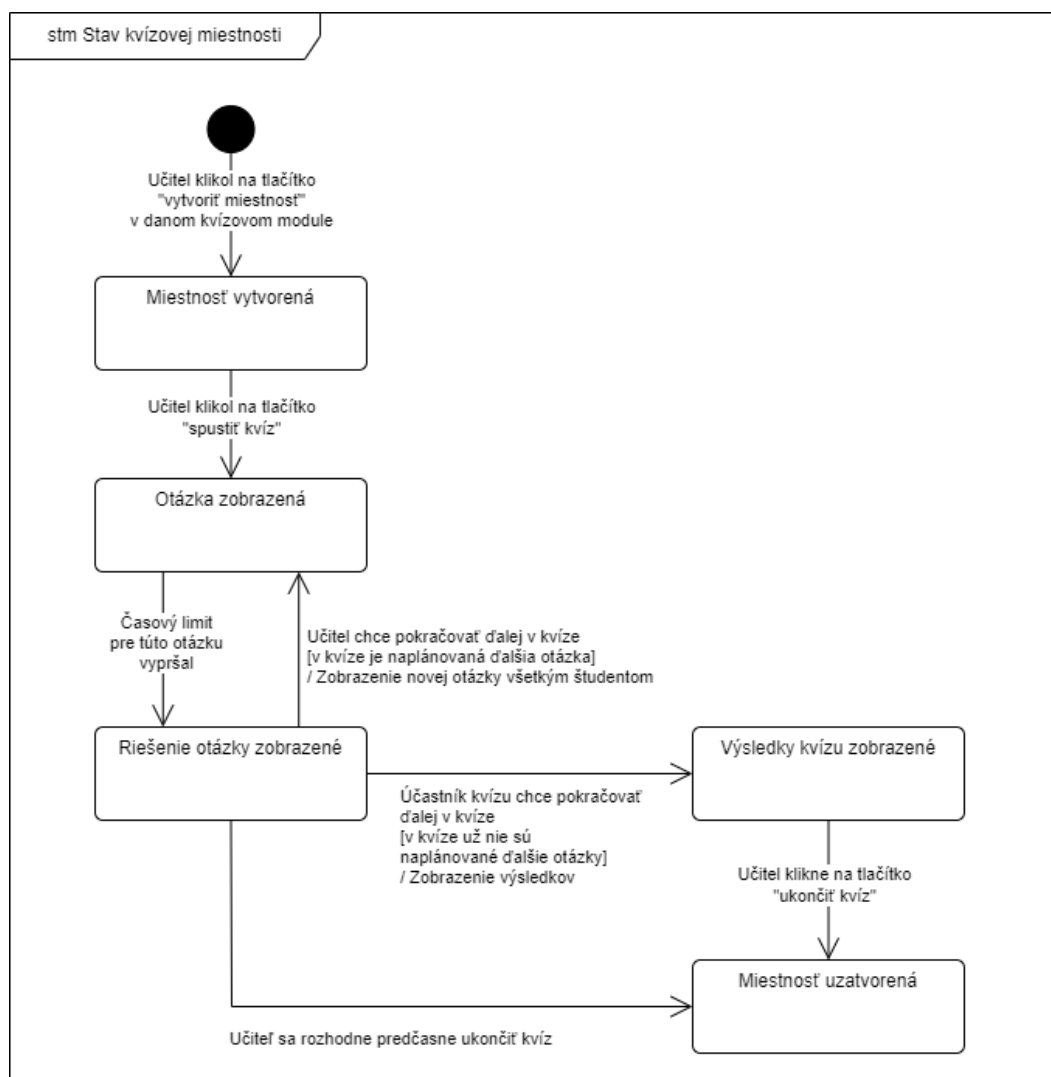 stm Stav kvízovej miestnosti
Učitel klikol na tlačítko
"vytvoriť miestnosť"
v danom kvízovom module
Miestnosť vytvorená
Učitel klikol na tlačítko
"spustiť kvíz"
Otázka zobrazená
Časový limit
pre túto otázku
vypršal
Učitel chce pokračovať ďalej v kvíze
[v kvíze je naplánovaná ďalšia otázka]
/ Zobrazenie novej otázky všetkým študentom
Riešenie otázky zobrazené
Výsledky kvízu zobrazené
Účastník kvízu chce pokračovať
ďalej v kvíze
[v kvíze už nie sú
naplánované ďalšie otázky]
/ Zobrazenie výsledkov
Učitel klikne na tlačítko
"ukončiť kvíz"
Miestnosť uzatvorená
Učiteľ sa rozhodne predčasne ukončiť kvíz